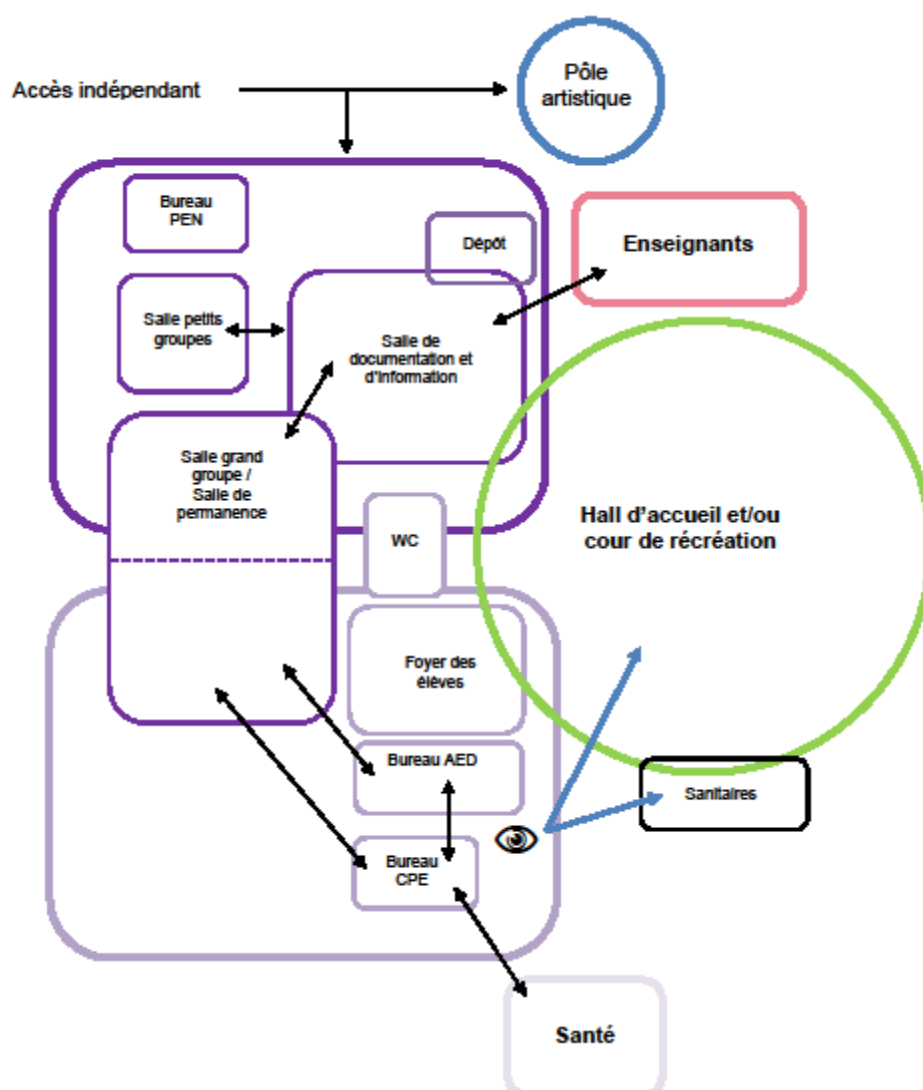 Pôle
artistique
Accès indépendant
Bureau
PEN
Dépôt
Enseignants
Salle petits
groupes
Salle de
documentation et
d'information
Salle grand
groupe /
Salle de
permanence
Hall d'accueil et/ou
cour de récréation
WC
Foyer des
élèves
Bureau AED
Sanitaires
Bureau
CPE
Santé